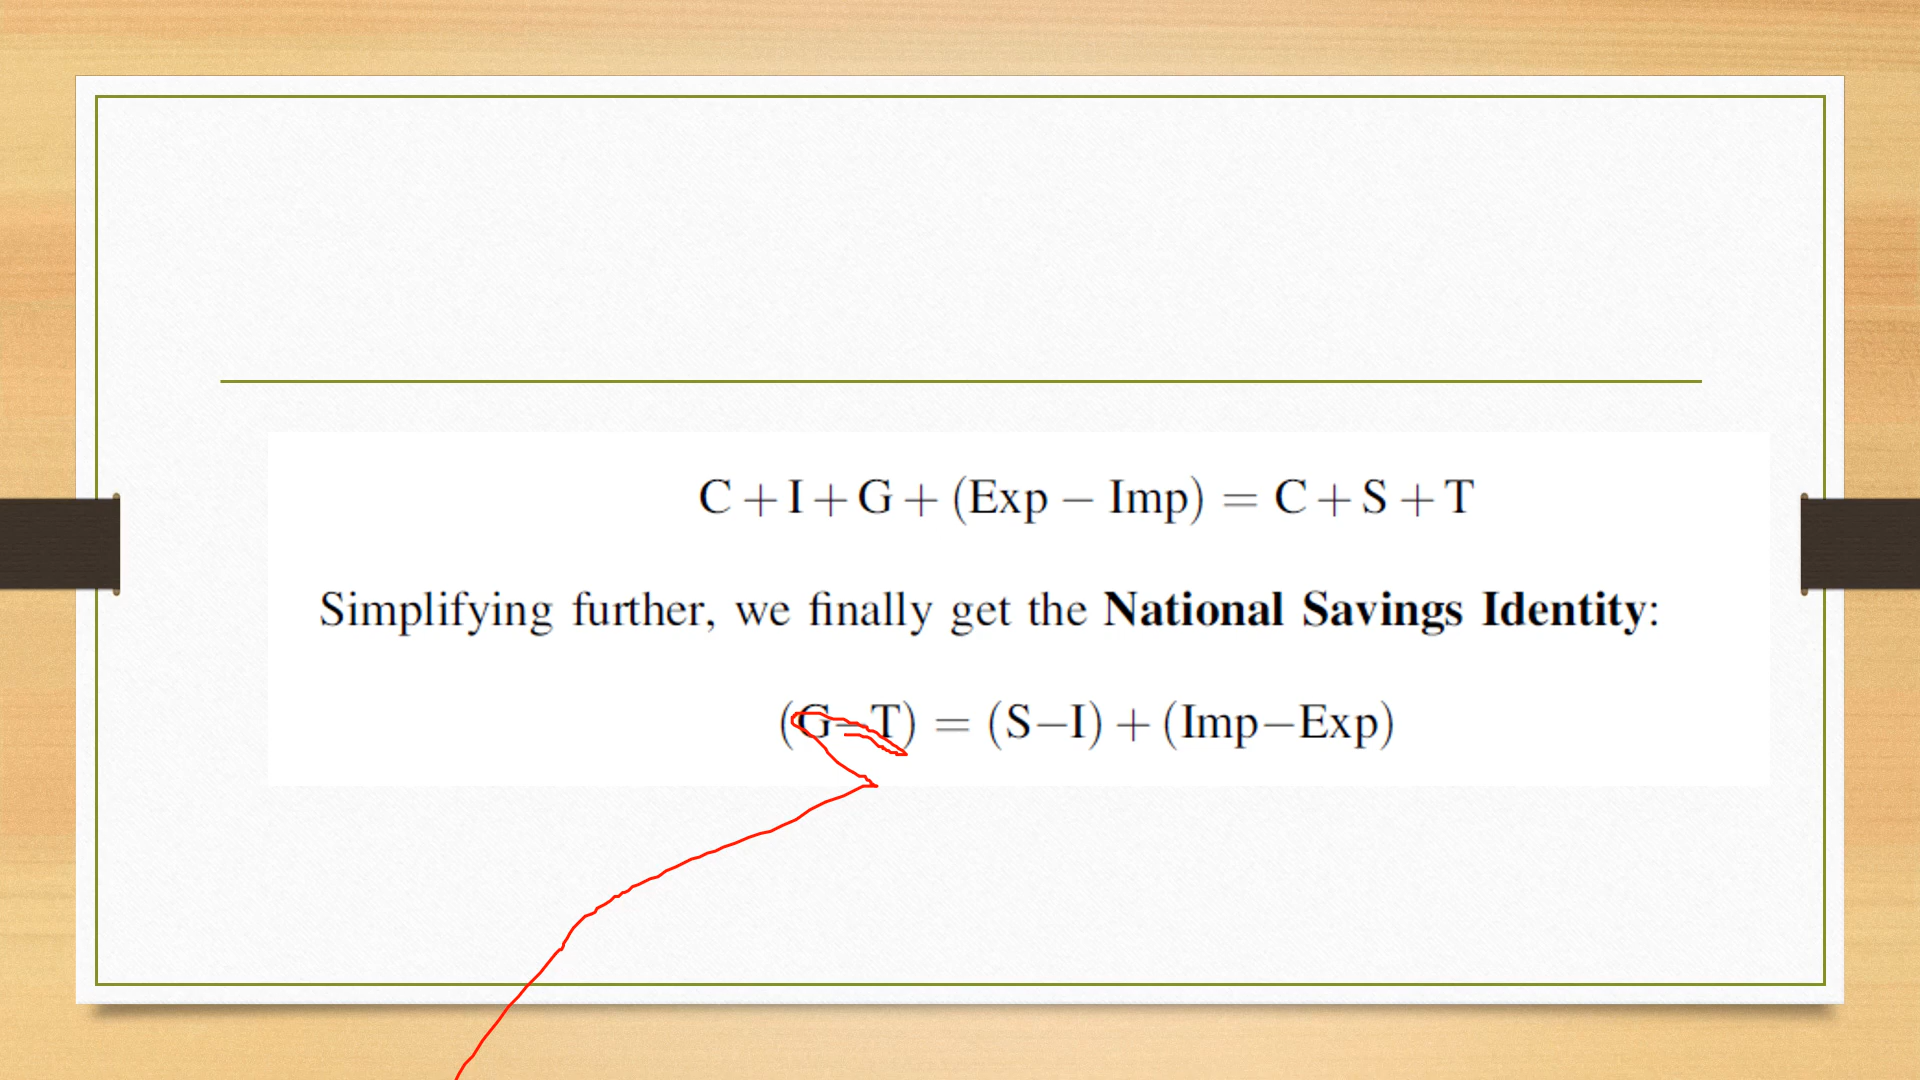 C + I + G + (Exp − Imp) = C + S + T
Simplifying further, we finally get the National Savings Identity:
(G−T) = (S−I) + (Imp−Exp)